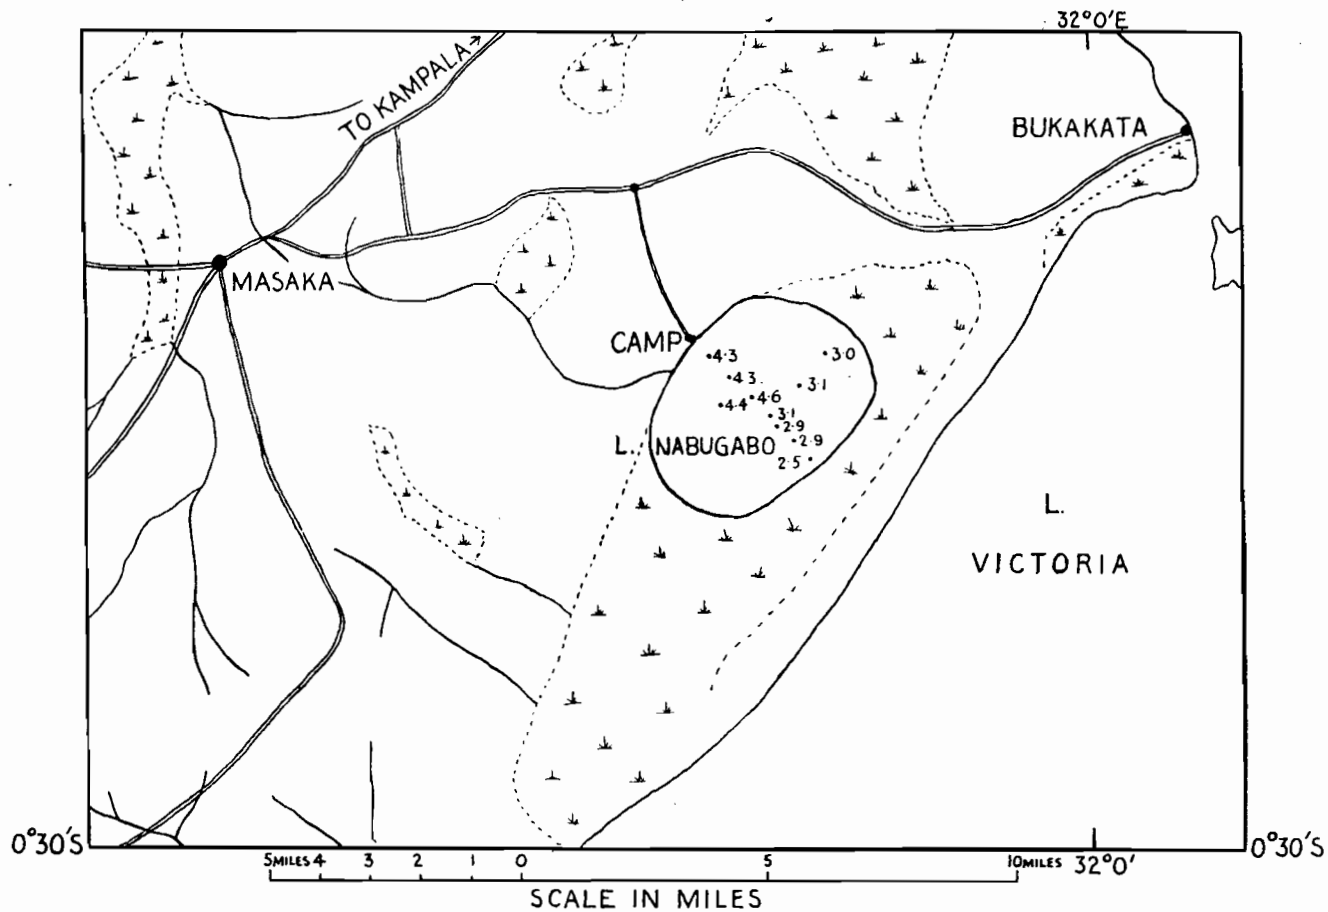 32°0'E
TO KAMPALA
BUKAKATA
MASAKA
CAMP
4·3
3·0
4·3
3·1
4·6
4·4
3·1
2·9
L. NABUGABO
2·9
2·5
L.
VICTORIA
0°30'S
0°30'S
5MILES 4 3 2 1 0 5 10MILES
32°0'
SCALE IN MILES